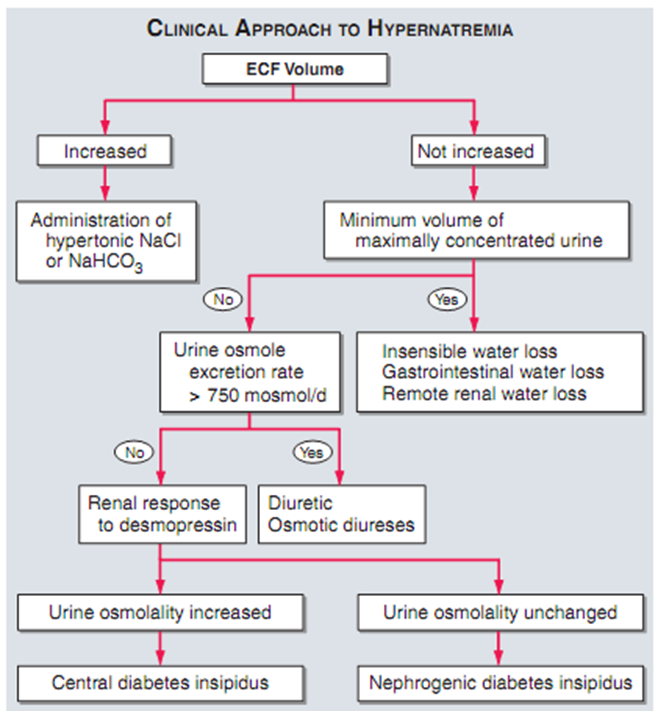 CLINICAL APPROACH TO HYPERNATREMIA
ECF Volume
Increased
Not increased
Administration of
hypertonic NaCl
or NaHCO3
Minimum volume of
maximally concentrated urine
No
Yes
Urine osmole
excretion rate
> 750 mosmol/d
Insensible water loss
Gastrointestinal water loss
Remote renal water loss
No
Yes
Renal response
to desmopressin
Diuretic
Osmotic diureses
Urine osmolality increased
Urine osmolality unchanged
Central diabetes insipidus
Nephrogenic diabetes insipidus